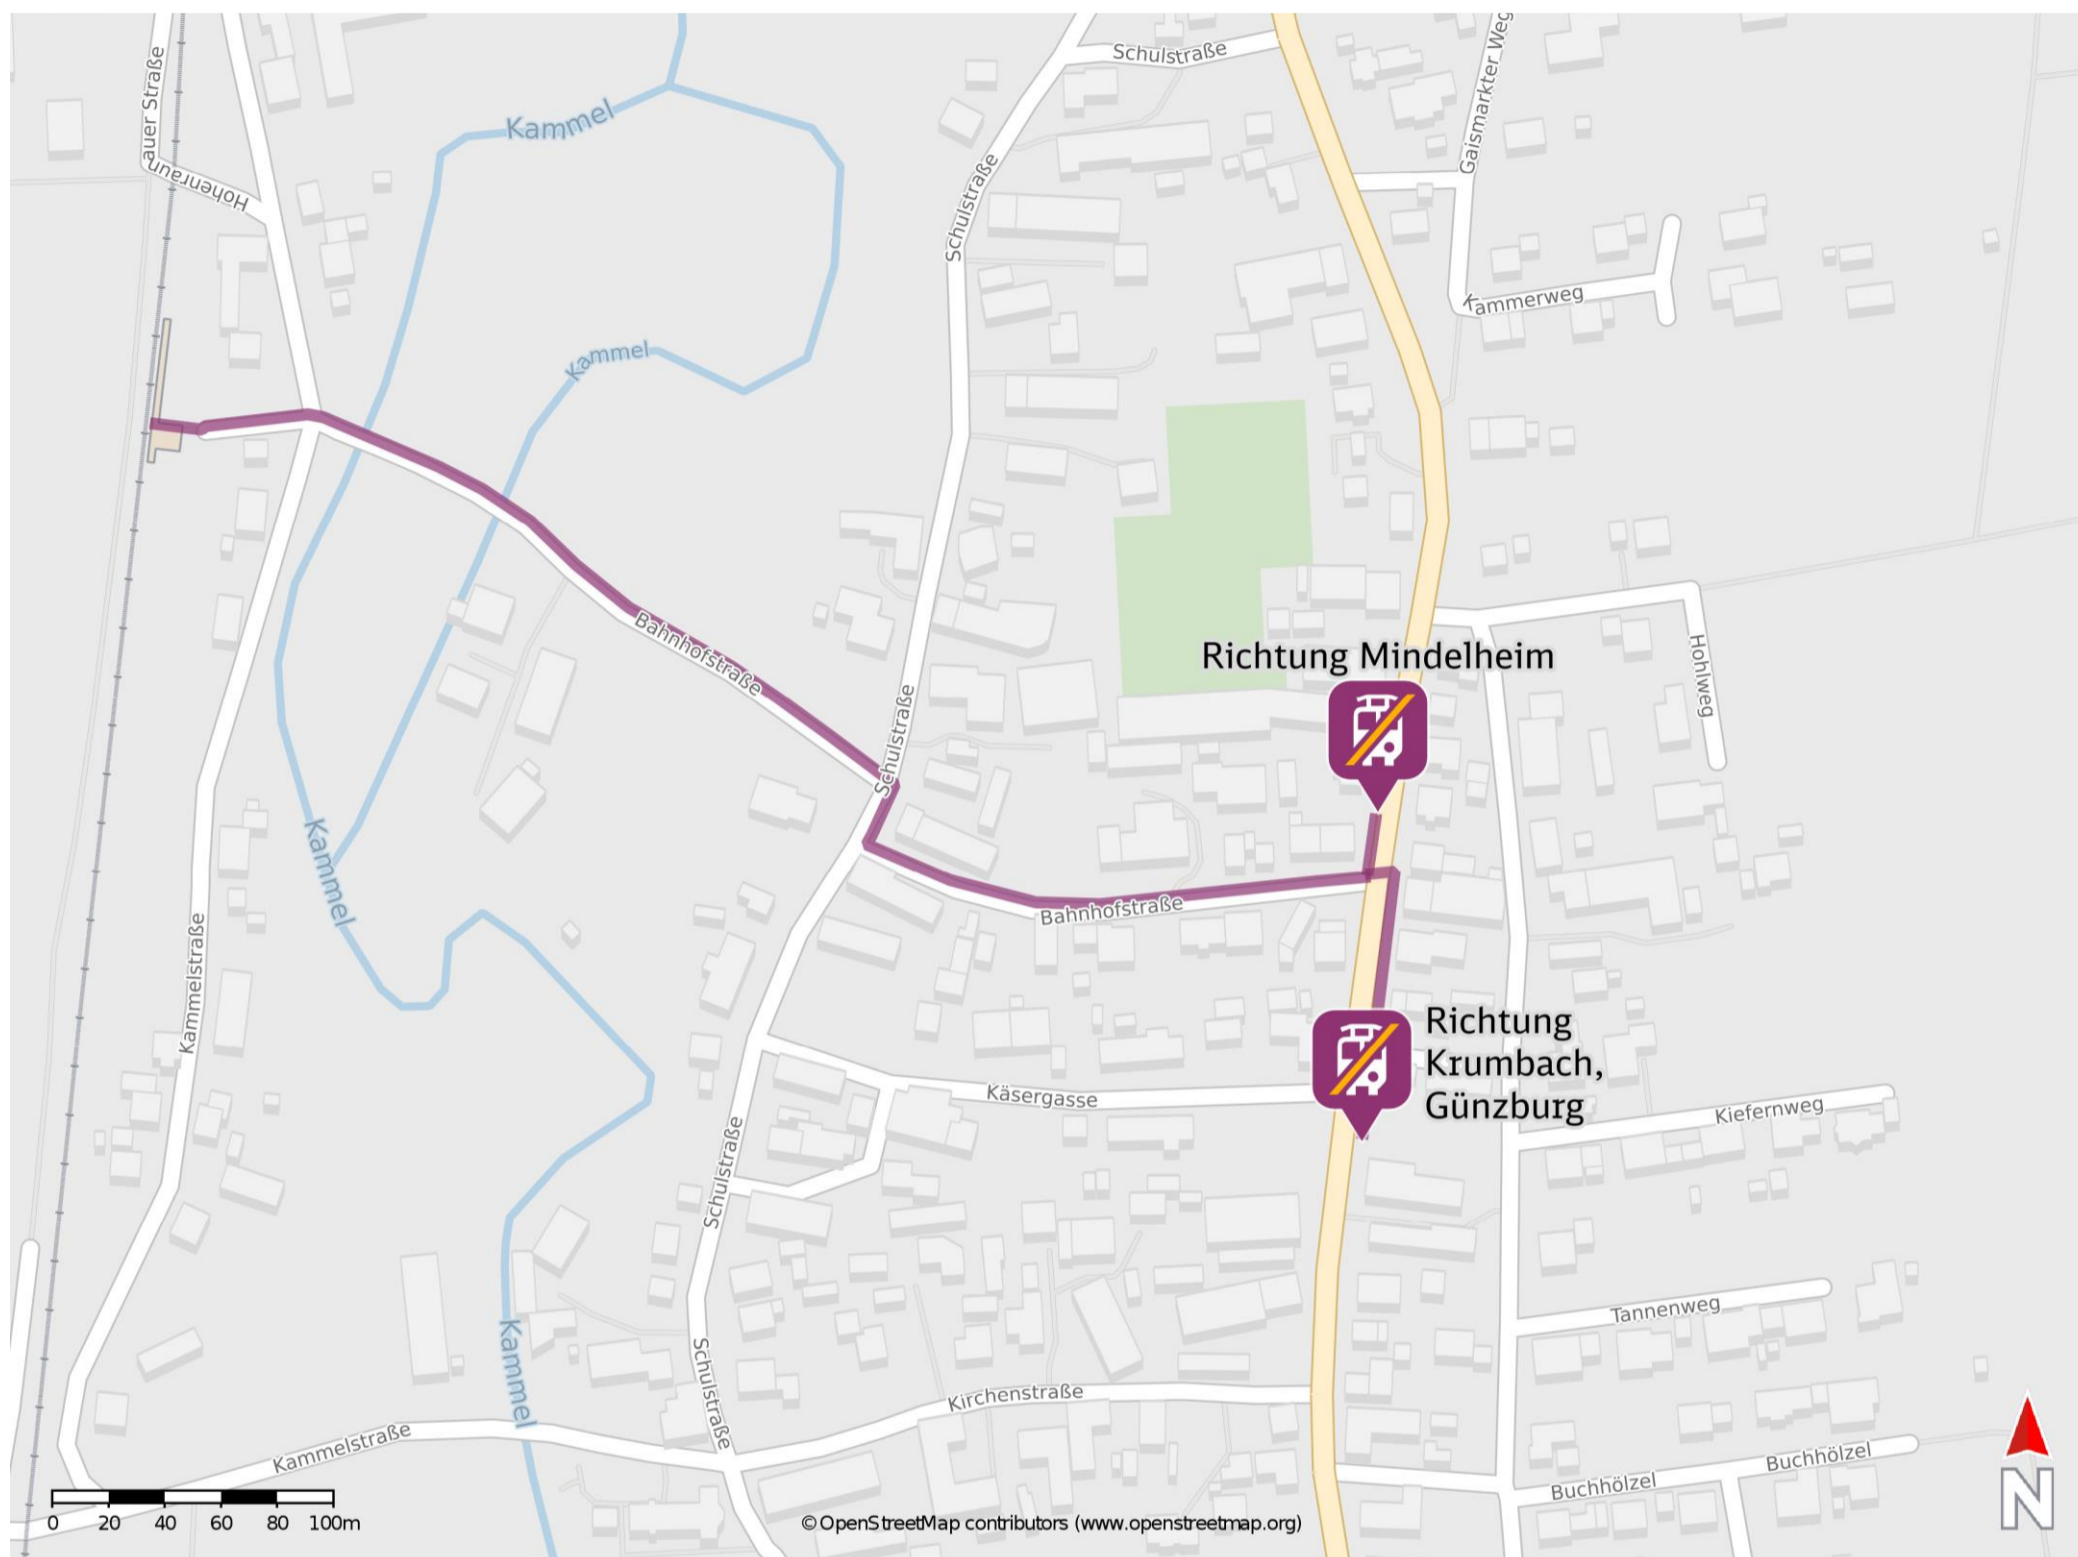 Schulstraße
Gaismarkter Weg
auer Straße
Kammel
Hohenraun
Schulstraße
Kammerweg
Kammel
Bahnhofstraße
Hohlweg
Richtung Mindelheim
Schulstraße
Kammel
Bahnhofstraße
Kammelstraße
Richtung
Krumbach,
Günzburg
Käsergasse
Kiefernweg
Schulstraße
Tannenweg
Kammel
Schulstraße
Kirchenstraße
Kammelstraße
Buchhölzel
Buchhölzel
0 20 40 60 80 100m
© OpenStreetMap contributors (www.openstreetmap.org)
N